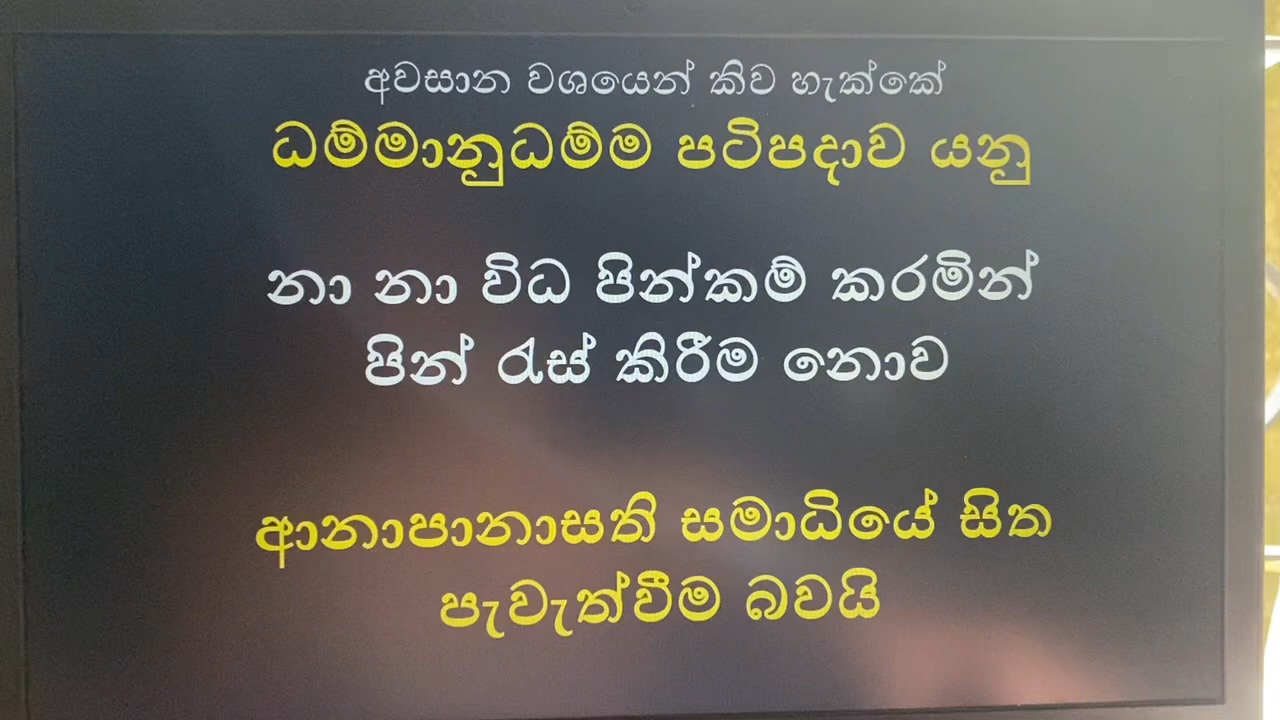 අවසාන වශයෙන් කිව හැක්කේ
ධම්මානුධම්ම පටිපදාව යනු
නා නා විධ පින්කම් කරමින්
පින් රැස් කිරීම නොව
ආනාපානාසති සමාධියේ සිත
පැවැත්වීම බවයි